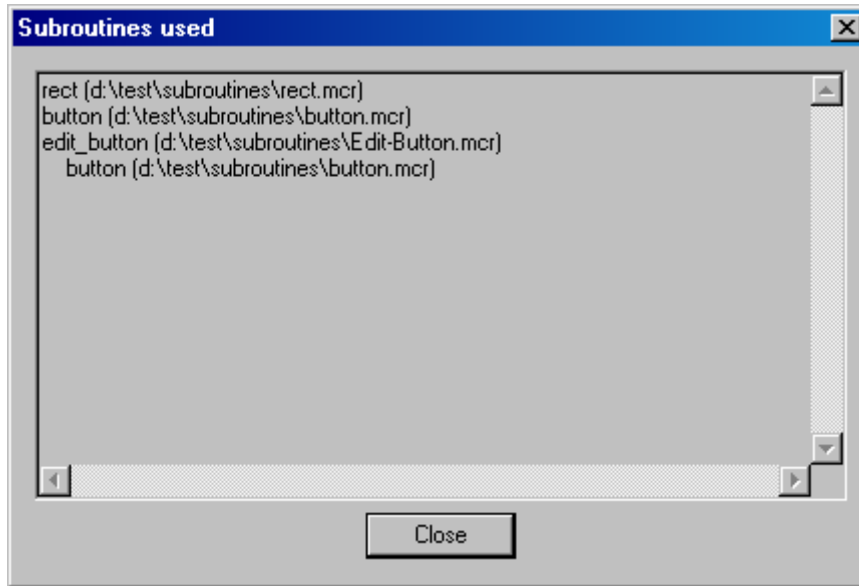 Subroutines used
rect (d:\test\subroutines\rect.mcr)
button (d:\test\subroutines\button.mcr)
edit_button (d:\test\subroutines\Edit-Button.mcr)
button (d:\test\subroutines\button.mcr)
Close